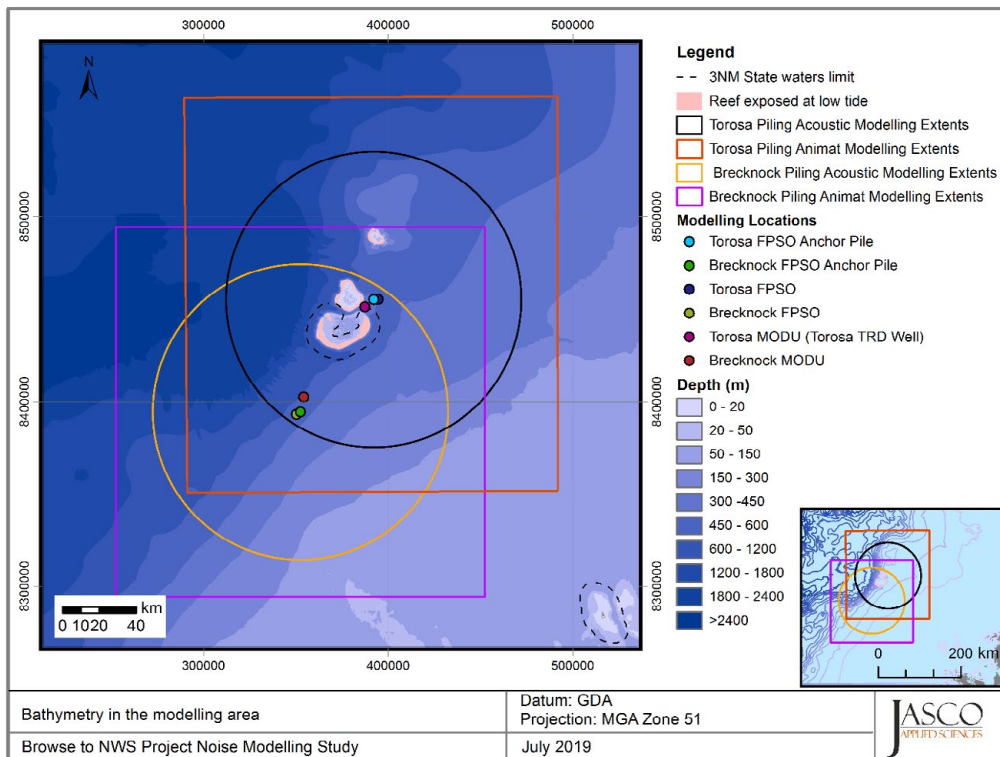 300000 400000 500000
N
8500000
8400000
8300000
8500000
8400000
8300000
km
0 1020 40
300000 400000 500000
Legend
3NM State waters limit
Reef exposed at low tide
Torosa Piling Acoustic Modelling Extents
Torosa Piling Animat Modelling Extents
Brecknock Piling Acoustic Modelling Extents
Brecknock Piling Animat Modelling Extents
Modelling Locations
Torosa FPSO Anchor Pile
Brecknock FPSO Anchor Pile
Torosa FPSO
Brecknock FPSO
Torosa MODU (Torosa TRD Well)
Brecknock MODU
Depth (m)
0 - 20
20 - 50
50 - 150
150 - 300
300 -450
450 - 600
600 - 1200
1200 - 1800
1800 - 2400
>2400
0 200 km
Bathymetry in the modelling area
Datum: GDA
Projection: MGA Zone 51
Browse to NWS Project Noise Modelling Study
July 2019
JASCO
APPLIED SCIENCES